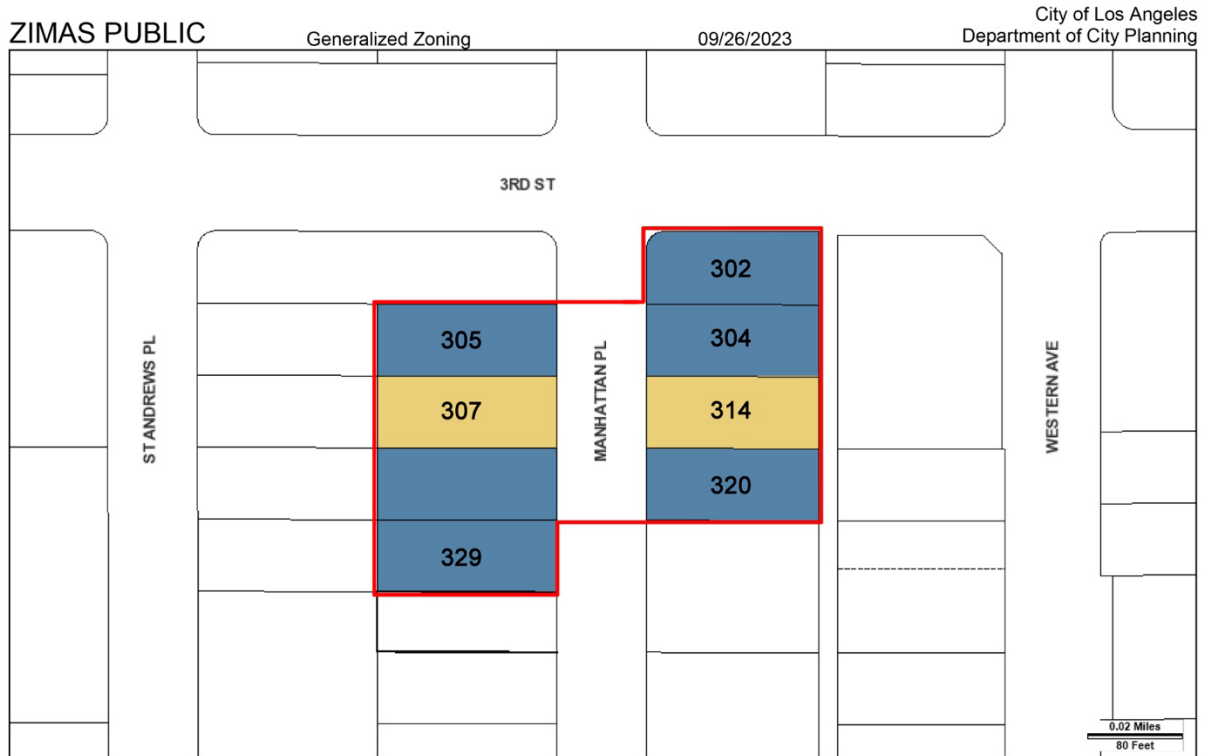 City of Los Angeles
ZIMAS PUBLIC
Generalized Zoning
09/26/2023
Department of City Planning
3RD ST
302
305
304
ST ANDREWS PL
MANHATTAN PL
WESTERN AVE
307
314
320
329
0.02 Miles
80 Feet